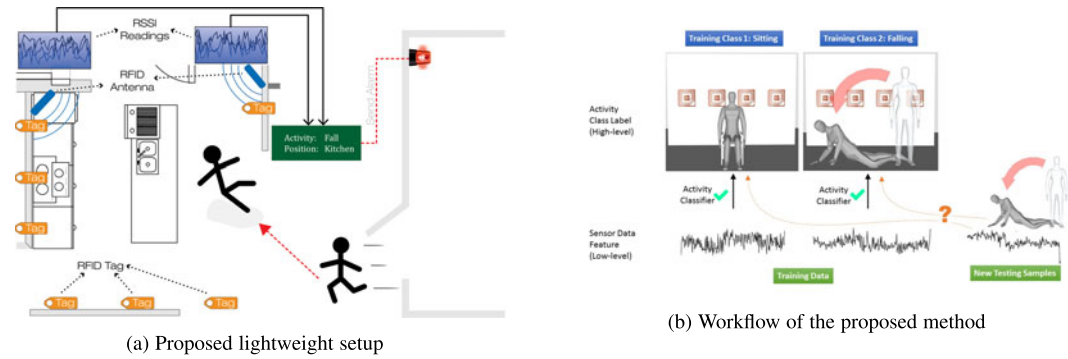 RSSI
Readings
RFID
Antenna
Tag
Tag
Tag
Tag
Activity: Fall
Position: Kitchen
Send Alarm
RFID Tag
Tag
Tag
Tag
(a) Proposed lightweight setup
Training Class 1: Sitting
Training Class 2: Falling
Activity
Class Label
(High-level)
Activity
Classifier
Activity
Classifier
?
Sensor Data
Feature
(Low-level)
Training Data
New Testing Samples
(b) Workflow of the proposed method